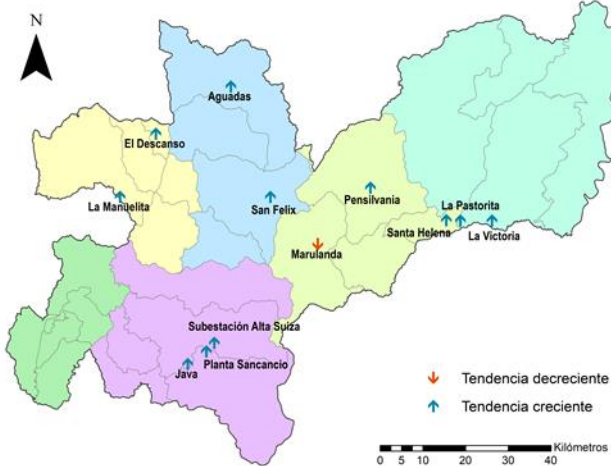 N
Aguadas
El Descanso
La Manuelita
San Felix
Pensilvania
La Pastorita
Santa Helena
La Victoria
Marulanda
Subestación Alta Suiza
Planta Sancancio
Java
Tendencia decreciente
Tendencia creciente
Kilómetros
0 5 10 20 30 40